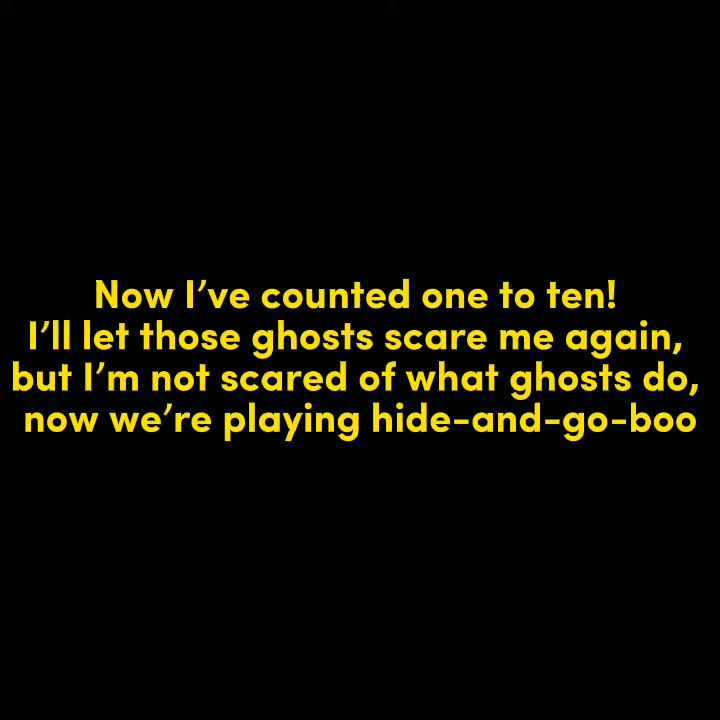 Now I’ve counted one to ten!
I’ll let those ghosts scare me again,
but I’m not scared of what ghosts do,
now we’re playing hide-and-go-boo